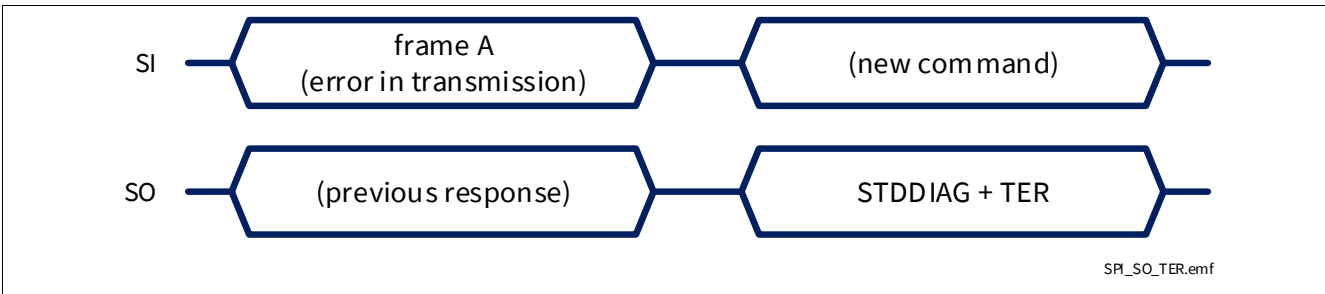 SI
frame A
(error in transmission)
(new command)
SO
(previous response)
STDDIAG + TER
SPI_SO_TER.emf